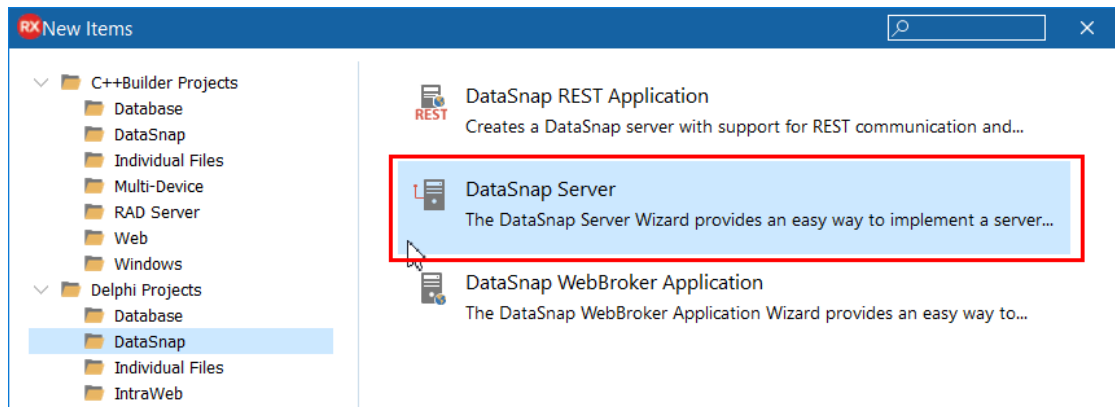 RX New Items
C++Builder Projects
Database
DataSnap
Individual Files
Multi-Device
RAD Server
Web
Windows
Delphi Projects
Database
DataSnap
Individual Files
IntraWeb
REST
DataSnap REST Application
Creates a DataSnap server with support for REST communication and...
DataSnap Server
The DataSnap Server Wizard provides an easy way to implement a server...
DataSnap WebBroker Application
The DataSnap WebBroker Application Wizard provides an easy way to...